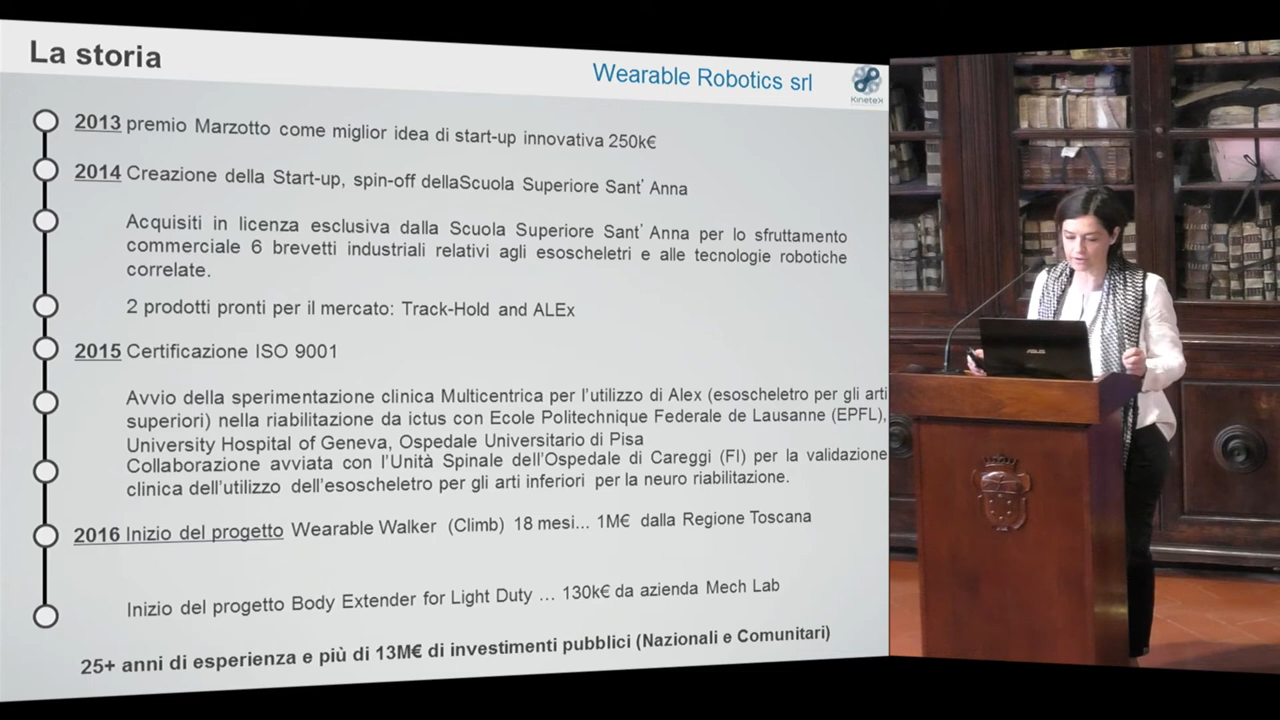 La storia
Wearable Robotics srl
KineteX
2013 premio Marzotto come miglior idea di start-up innovativa 250k€
2014 Creazione della Start-up, spin-off dellaScuola Superiore Sant' Anna
Acquisiti in licenza esclusiva dalla Scuola Superiore Sant' Anna per lo sfruttamento
commerciale 6 brevetti industriali relativi agli esoscheletri e alle tecnologie robotiche
correlate.
2 prodotti pronti per il mercato: Track-Hold and ALEx
2015 Certificazione ISO 9001
Avvio della sperimentazione clinica Multicentrica per l'utilizzo di Alex (esoscheletro per gli arti
superiori) nella riabilitazione da ictus con Ecole Politechnique Federale de Lausanne (EPFL),
University Hospital of Geneva, Ospedale Universitario di Pisa
Collaborazione avviata con l'Unità Spinale dell'Ospedale di Careggi (FI) per la validazione
clinica dell'utilizzo dell'esoscheletro per gli arti inferiori per la neuro riabilitazione.
2016 Inizio del progetto Wearable Walker (Climb) 18 mesi... 1M€ dalla Regione Toscana
Inizio del progetto Body Extender for Light Duty ... 130k€ da azienda Mech Lab
25+ anni di esperienza e più di 13M€ di investimenti pubblici (Nazionali e Comunitari)
ASUS